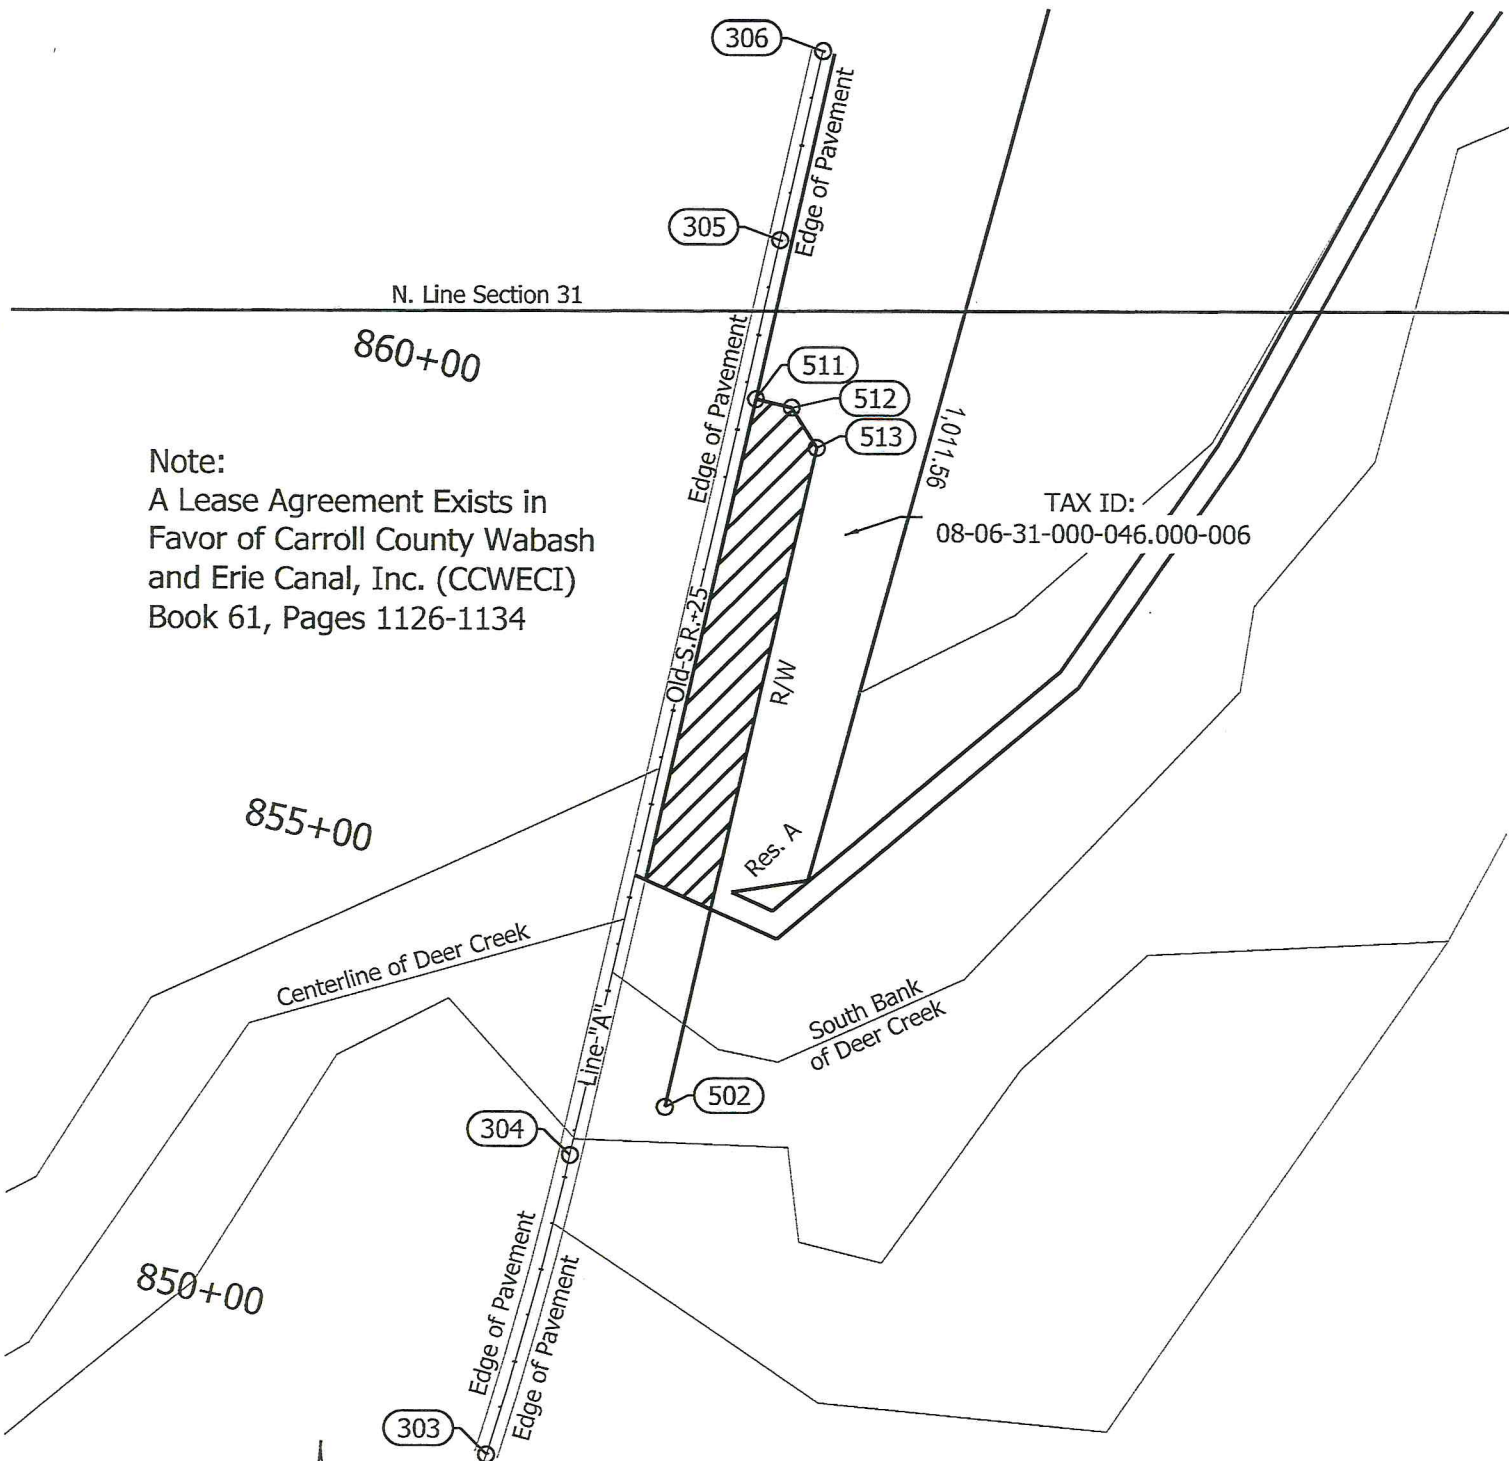 306
Edge of Pavement
305
N. Line Section 31
860+00
Edge of Pavement
511
512
513
1,011.56
Note:
A Lease Agreement Exists in
Favor of Carroll County Wabash
and Erie Canal, Inc. (CCWECI)
Book 61, Pages 1126-1134
TAX ID:
08-06-31-000-046.000-006
Old S.R. 25
R/W
855+00
Res. A
Centerline of Deer Creek
South Bank
of Deer Creek
Line "A"
502
304
850+00
Edge of Pavement
Edge of Pavement
303